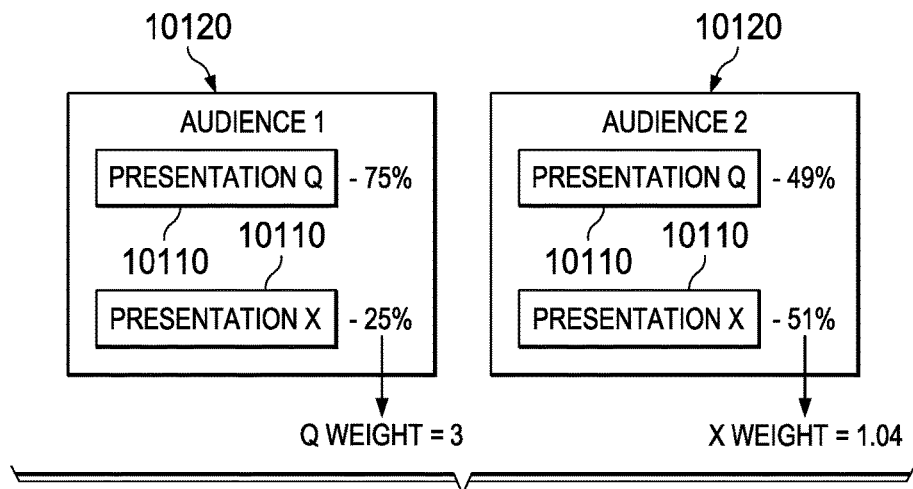 10120
10120
AUDIENCE 1
PRESENTATION Q - 75%
10110
10110
PRESENTATION X - 25%
Q WEIGHT = 3
AUDIENCE 2
PRESENTATION Q - 49%
10110
10110
PRESENTATION X - 51%
X WEIGHT = 1.04